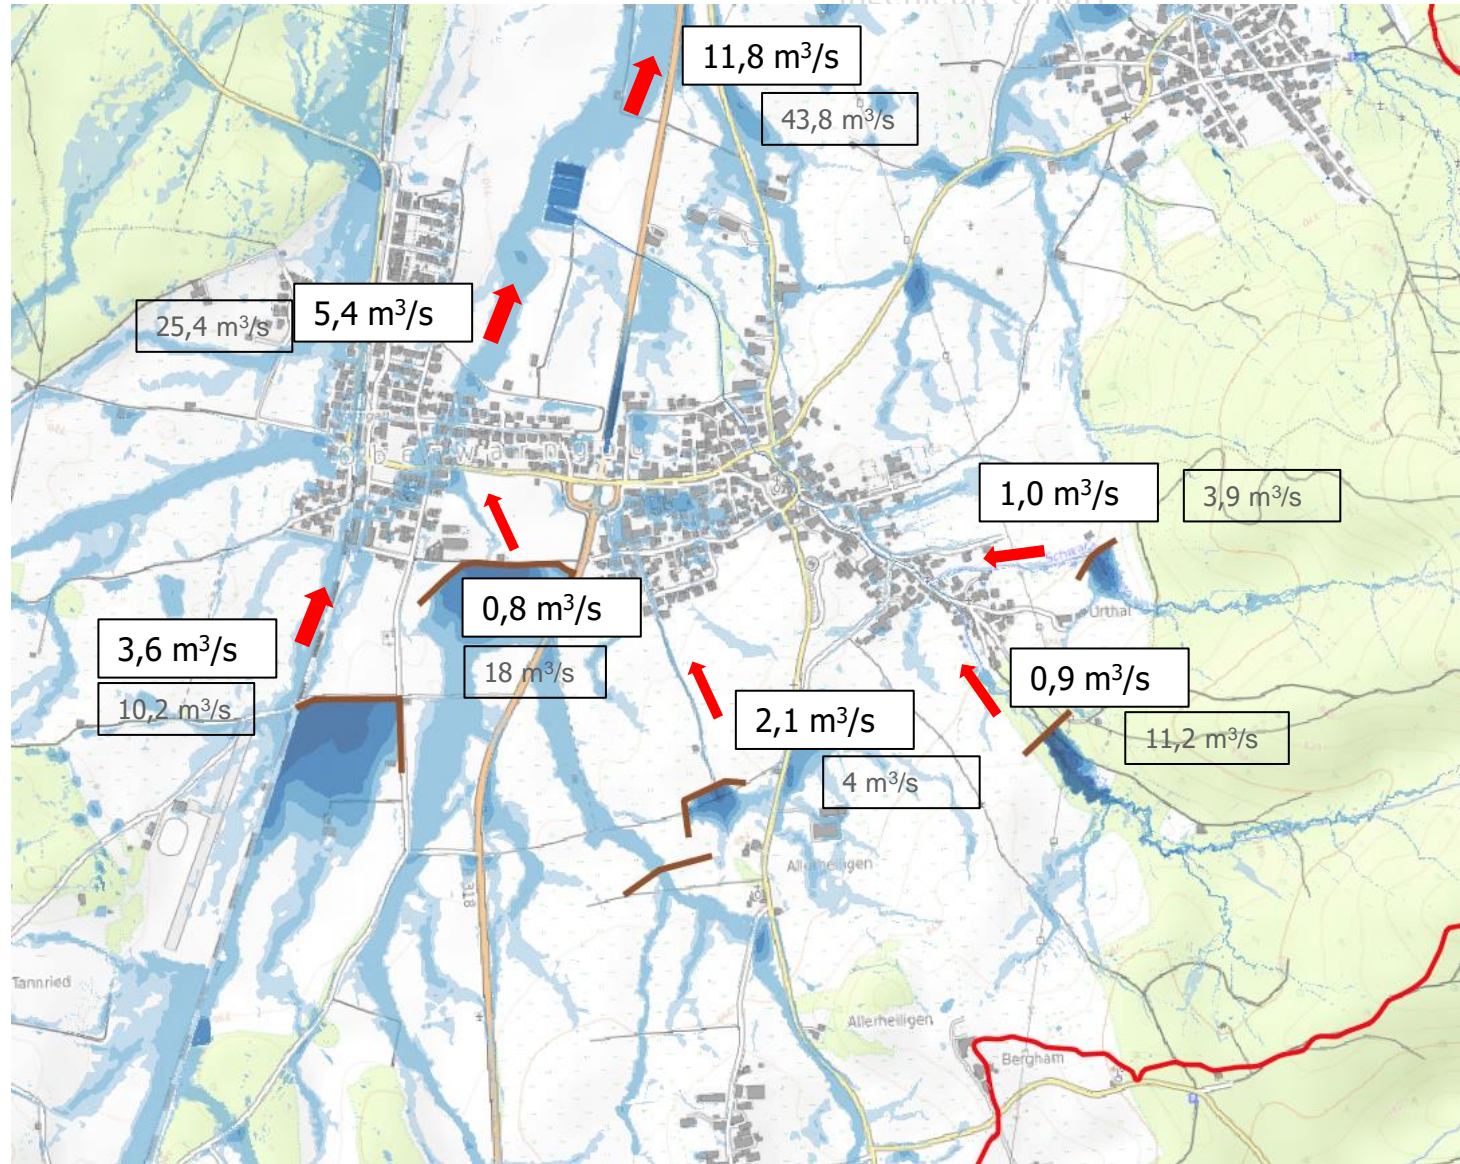 11,8 m³/s
43,8 m³/s
25,4 m³/s
5,4 m³/s
1,0 m³/s
3,9 m³/s
0,8 m³/s
18 m³/s
3,6 m³/s
10,2 m³/s
Urthal
0,9 m³/s
11,2 m³/s
2,1 m³/s
4 m³/s
Allerheiligen
318
Tannried
Allerheiligen
Bergham